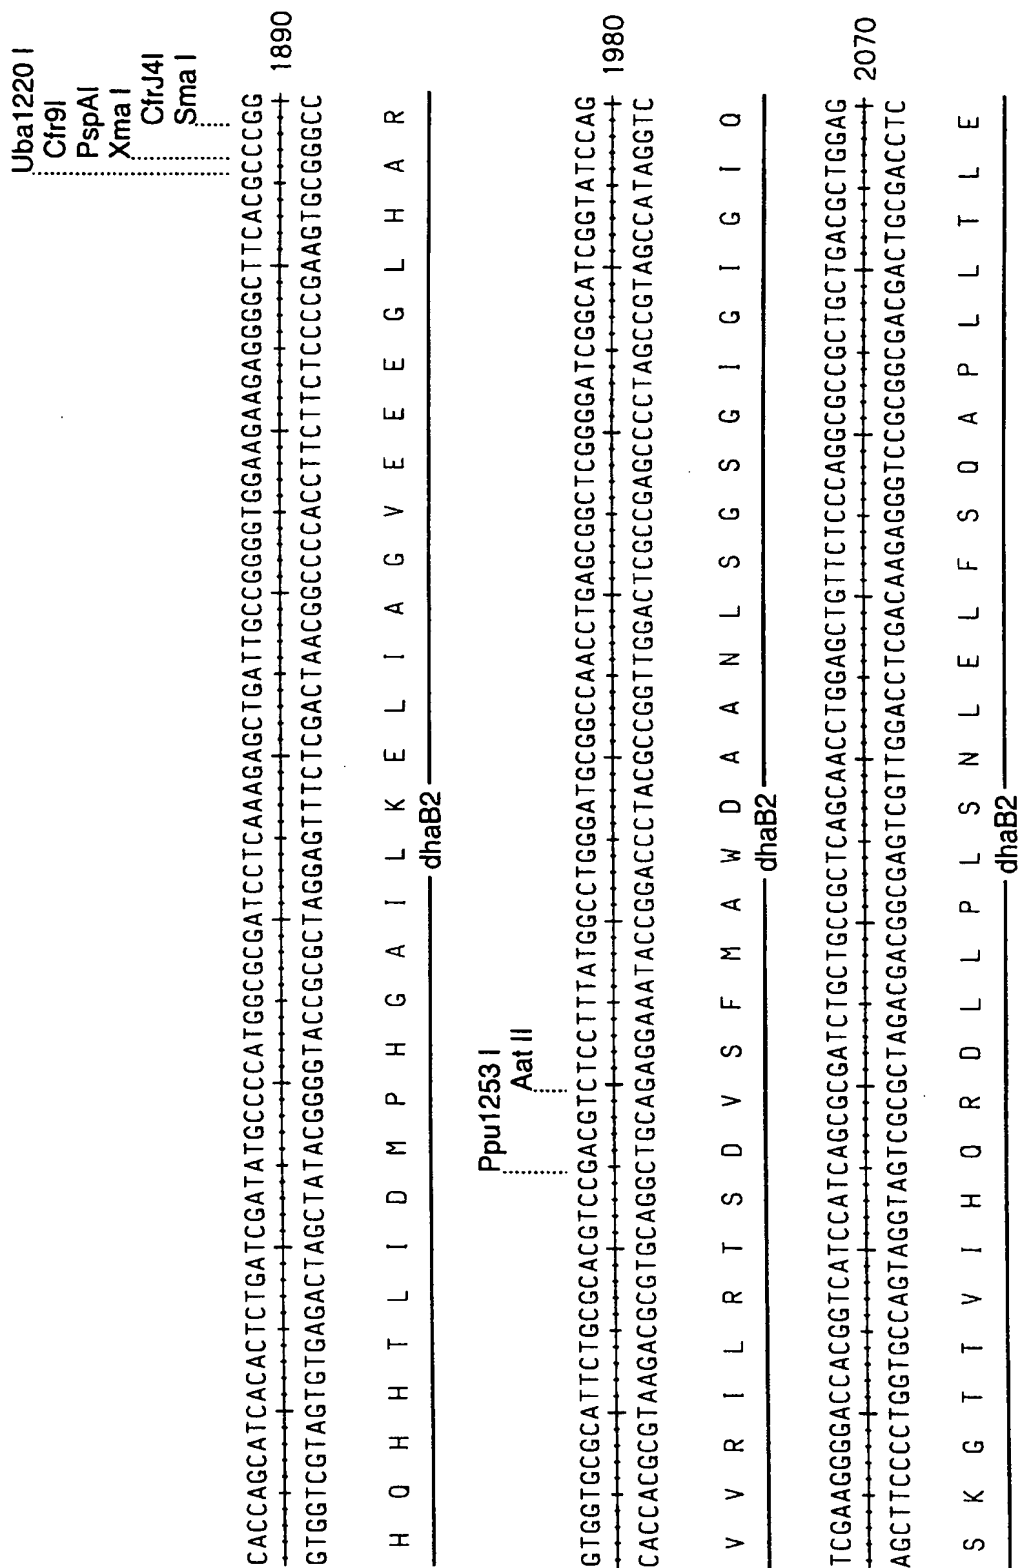 Uba1220 I
Cfr9I
PspAI
Xma I
CfrJ4I
Sma I
CACCAGCATCACACTCTGATCGATATGCCCCATGGCGCGATCCTCAAAGAGCTGATTGCCGGGGTGGAAGAAGAGGGGCTTCACGCCCGG
1890
GTGGTCGTAGTGTGAGACTAGCTATACGGGGTACCGCGCTAGGAGTTTCTCGACTAACGGCCCCACCTTCTTCTCCCCGAAGTGCGGGCC
H Q H H T L I D M P H G A I L K E L I A G V E E E G L H A R
dhaB2
Ppu1253 I
Aat II
GTGGTGCGCATTCTGCGCACGTCCGACGTCTCCTTTATGGCCTGGGATGCGGCCAACCTGAGCGGCTCGGGGATCGGCATCGGTATCCAG
1980
CACCACGCGTAAGACGCGTGCAGGCTGCAGAGGAAATACCGGACCCTACGCCGGTTGGACTCGCCGAGCCCCTAGCCGTAGCCATAGGTC
V V R I L R T S D V S F M A W D A A N L S G S G I G I G I Q
dhaB2
TCGAAGGGGACCACGGTCATCCATCAGCGCGATCTGCTGCCGCTCAGCAACCTGGAGCTGTTCTCCCAGGCGCCGCTGCTGACGCTGGAG
2070
AGCTTCCCCTGGTGCCAGTAGGTAGTCGCGCTAGACGACGGCGAGTCGTTGGACCTCGACAAGAGGGTCCGCGGCGACGACTGCGACCTC
S K G T T V I H Q R D L L P L S N L E L F S Q A P L L T L E
dhaB2